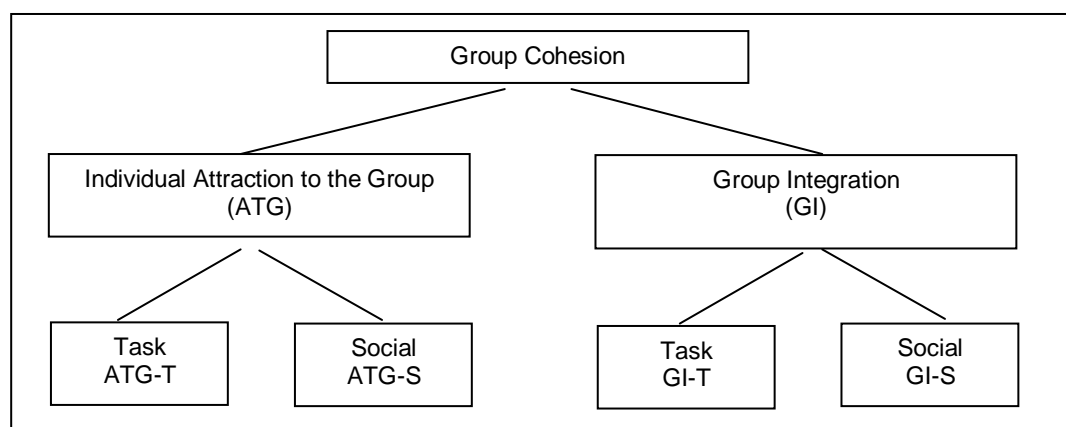 Group Cohesion
Individual Attraction to the Group
(ATG)
Group Integration
(GI)
Task
ATG-T
Social
ATG-S
Task
GI-T
Social
GI-S